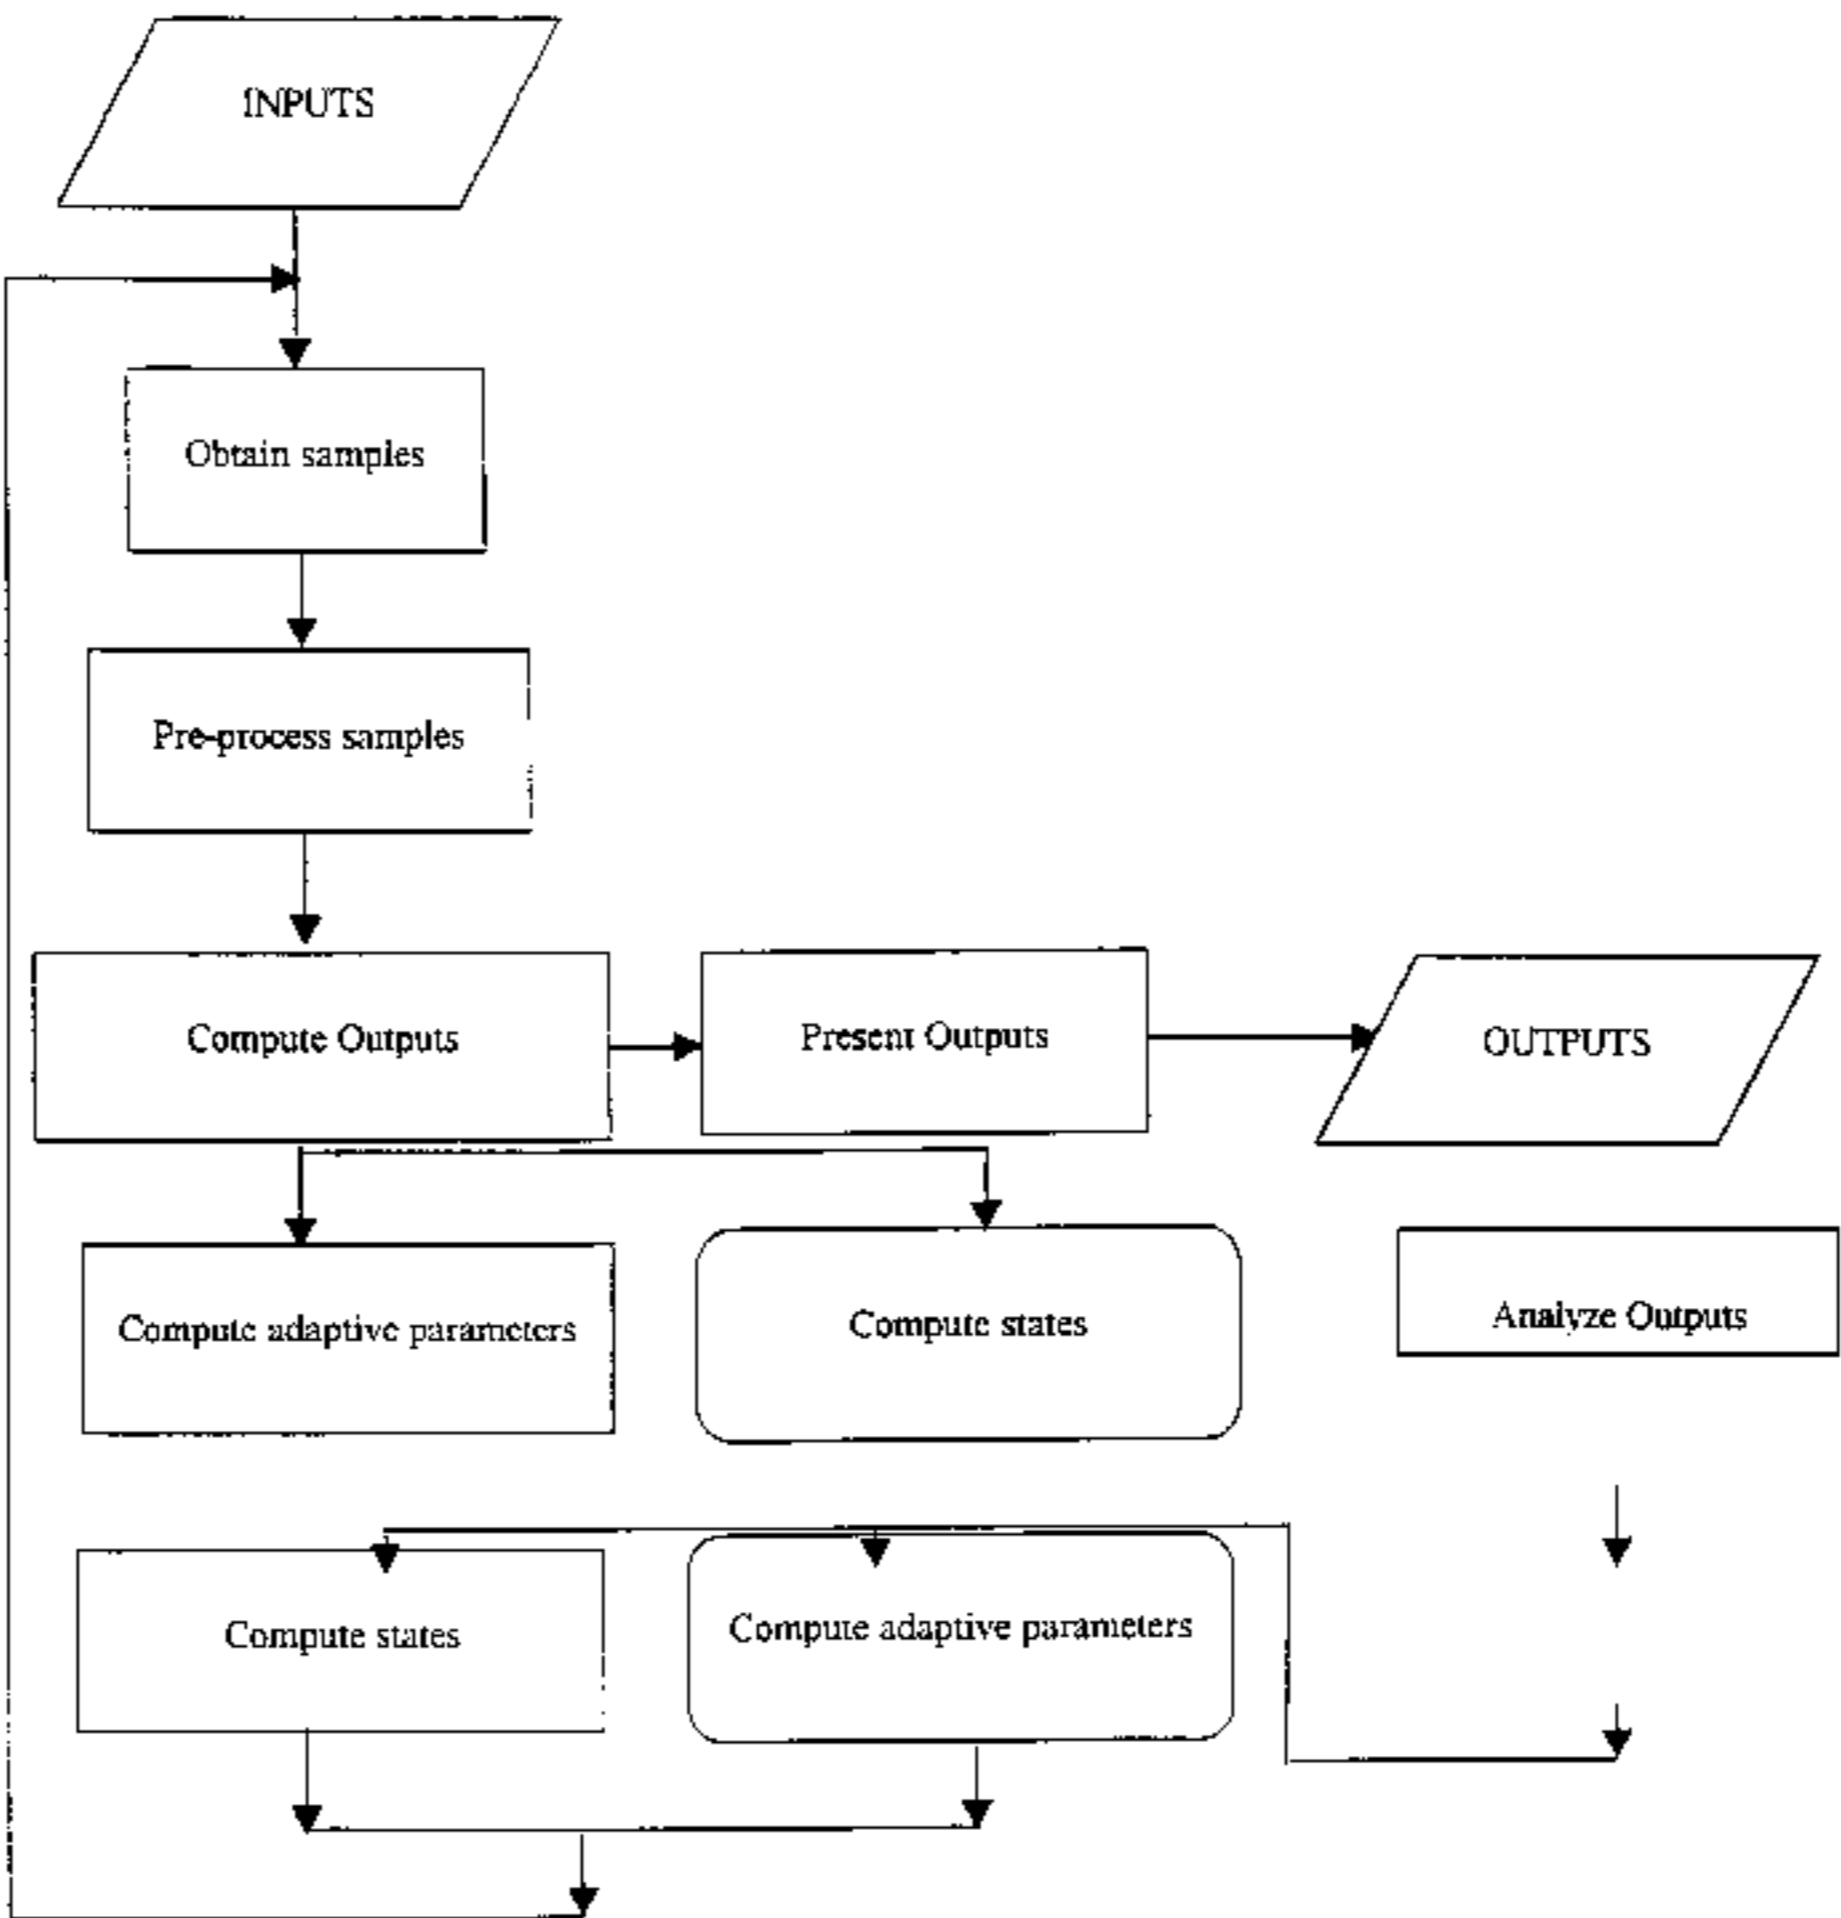 INPUTS
Obtain samples
Pre-process samples
Compute Outputs
Present Outputs
OUTPUTS
Compute adaptive parameters
Compute states
Analyze Outputs
Compute states
Compute adaptive parameters